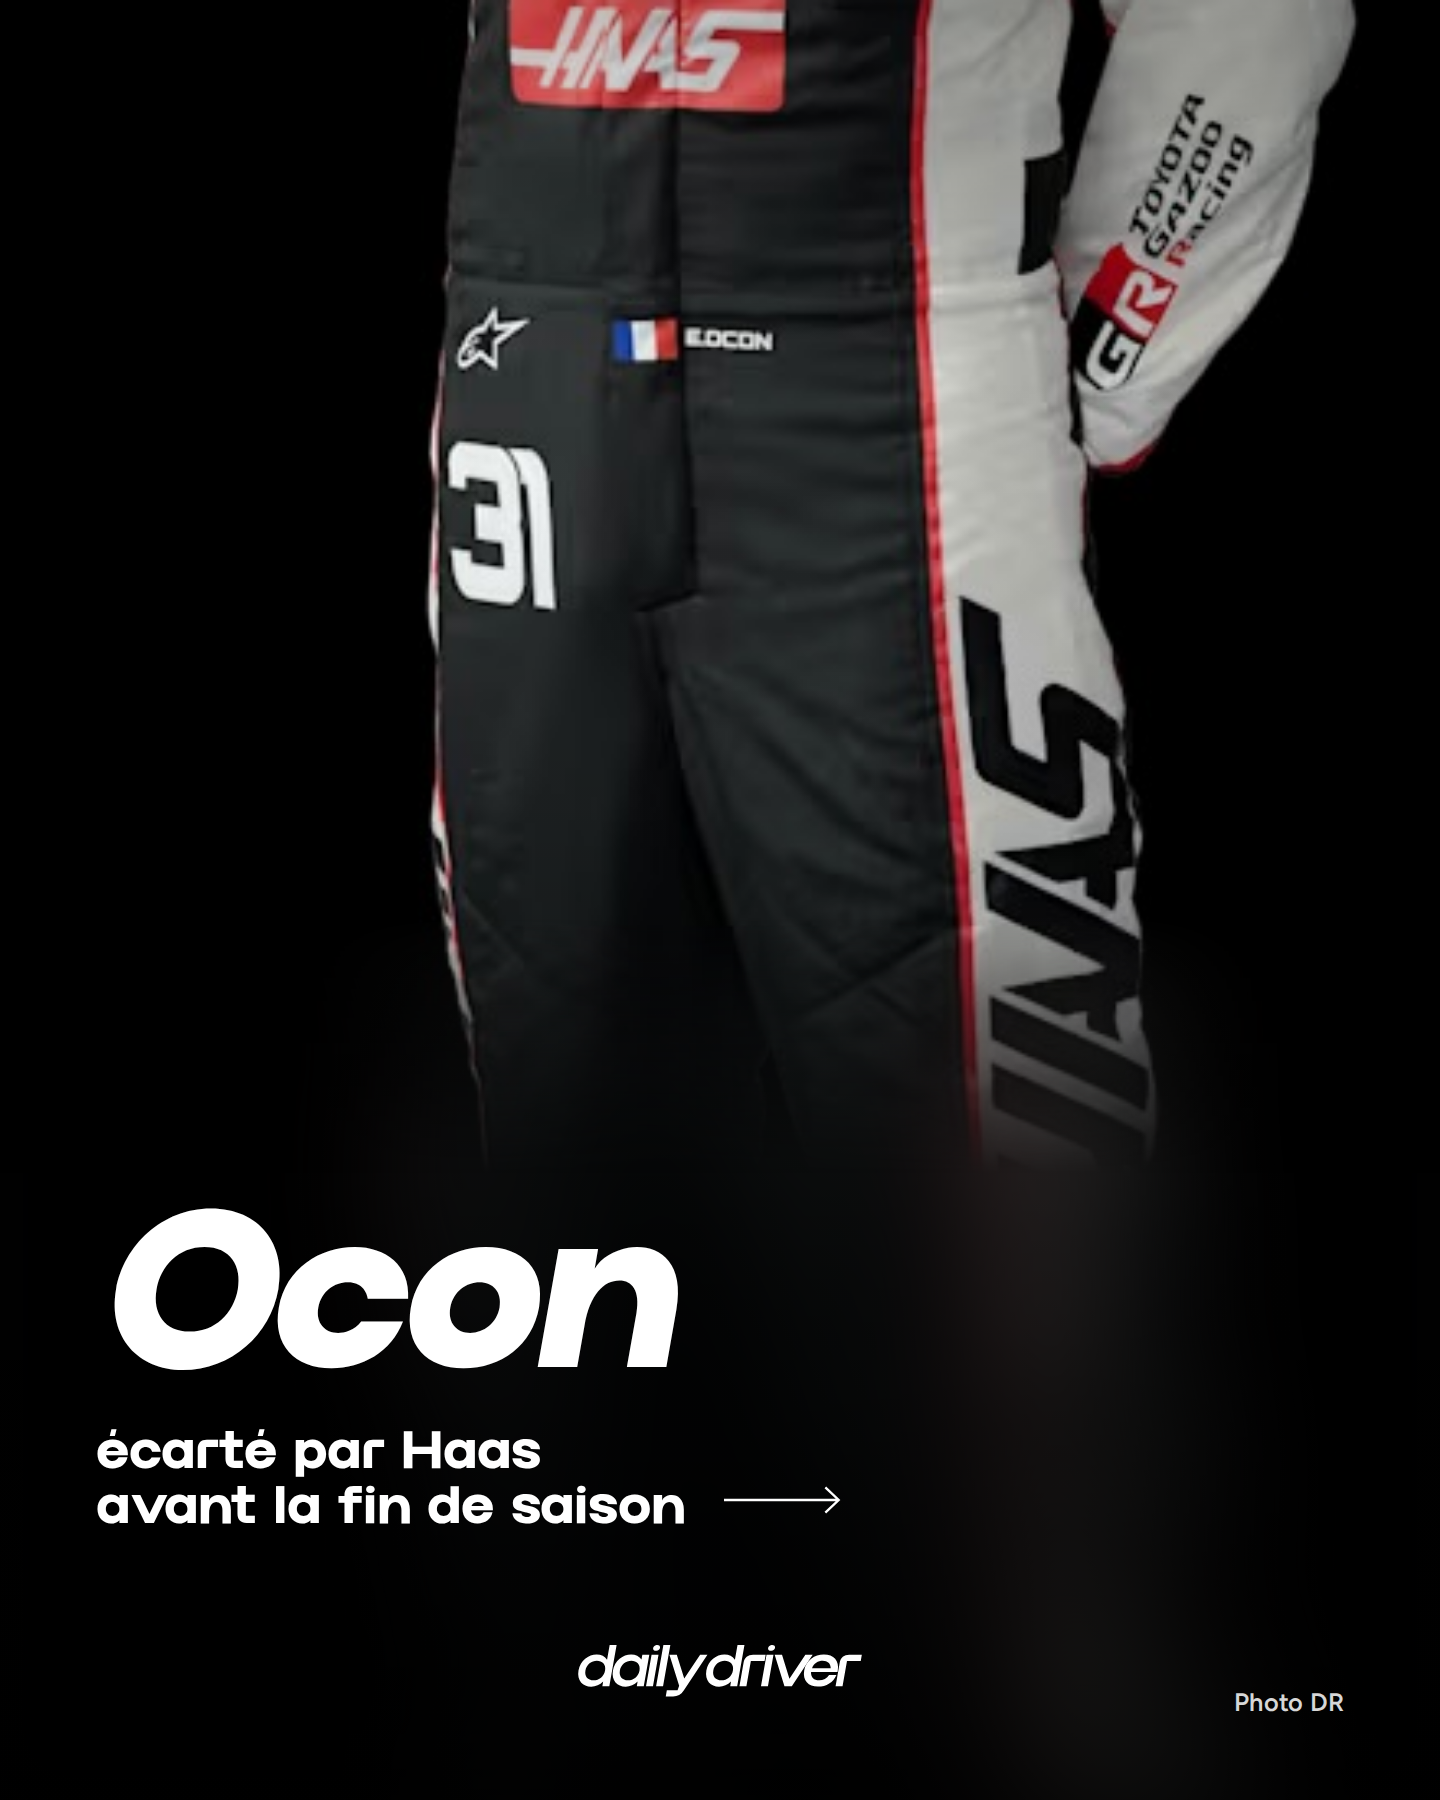 HAAS
TOYOTA
GAZOO
Racing
GR
E.OCON
31
HAAS
Ocon
écarté par Haas
avant la fin de saison
dailydriver
Photo DR